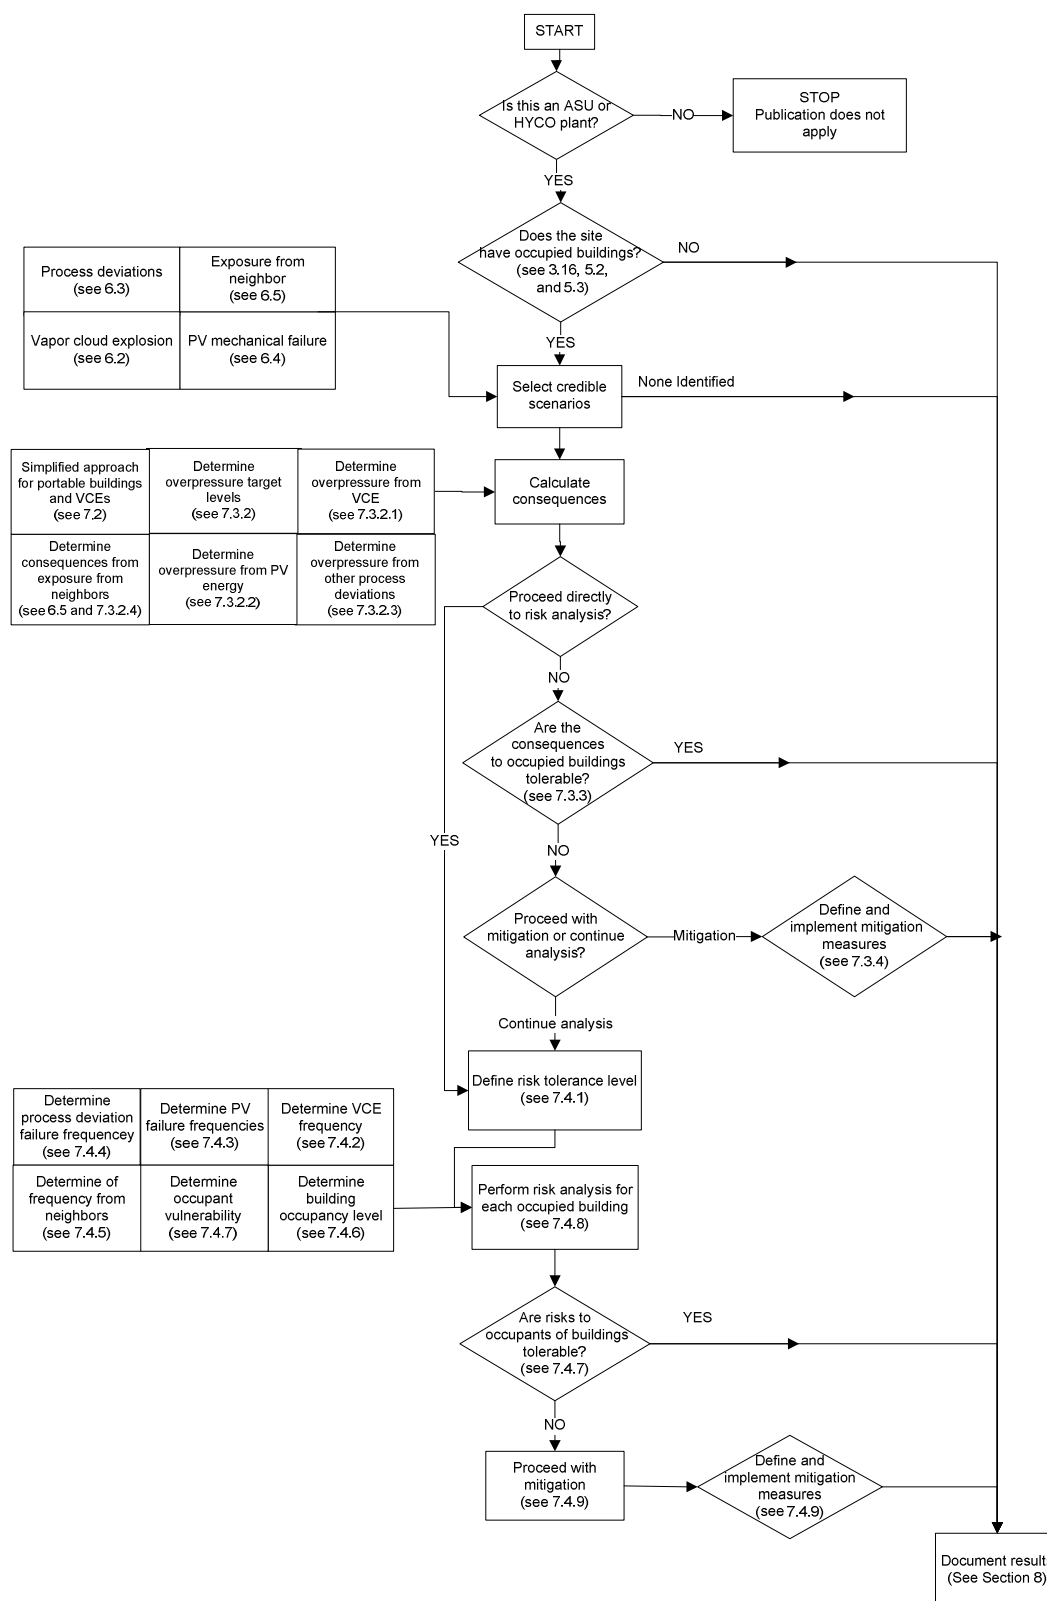 START
Is this an ASU or
HYCO plant?
NO
STOP
Publication does not
apply
YES
Does the site
have occupied buildings?
(see 3.16, 5.2,
and 5.3)
NO
Process deviations
(see 6.3)
Exposure from
neighbor
(see 6.5)
Vapor cloud explosion
(see 6.2)
PV mechanical failure
(see 6.4)
YES
Select credible
scenarios
None Identified
Simplified approach
for portable buildings
and VCEs
(see 7.2)
Determine
overpressure target
levels
(see 7.3.2)
Determine
overpressure from
VCE
(see 7.3.2.1)
Calculate
consequences
Determine
consequences from
exposure from
neighbors
(see 6.5 and 7.3.2.4)
Determine
overpressure from PV
energy
(see 7.3.2.2)
Determine
overpressure from
other process
deviations
(see 7.3.2.3)
Proceed directly
to risk analysis?
NO
Are the
consequences
to occupied buildings
tolerable?
(see 7.3.3)
YES
YES
NO
Proceed with
mitigation or continue
analysis?
Mitigation
Define and
implement mitigation
measures
(see 7.3.4)
Continue analysis
Define risk tolerance level
(see 7.4.1)
Determine
process deviation
failure frequencey
(see 7.4.4)
Determine PV
failure frequencies
(see 7.4.3)
Determine VCE
frequency
(see 7.4.2)
Determine of
frequency from
neighbors
(see 7.4.5)
Determine
occupant
vulnerability
(see 7.4.7)
Determine
building
occupancy level
(see 7.4.6)
Perform risk analysis for
each occupied building
(see 7.4.8)
Are risks to
occupants of buildings
tolerable?
(see 7.4.7)
YES
NO
Proceed with
mitigation
(see 7.4.9)
Define and
implement mitigation
measures
(see 7.4.9)
Document result
(See Section 8)